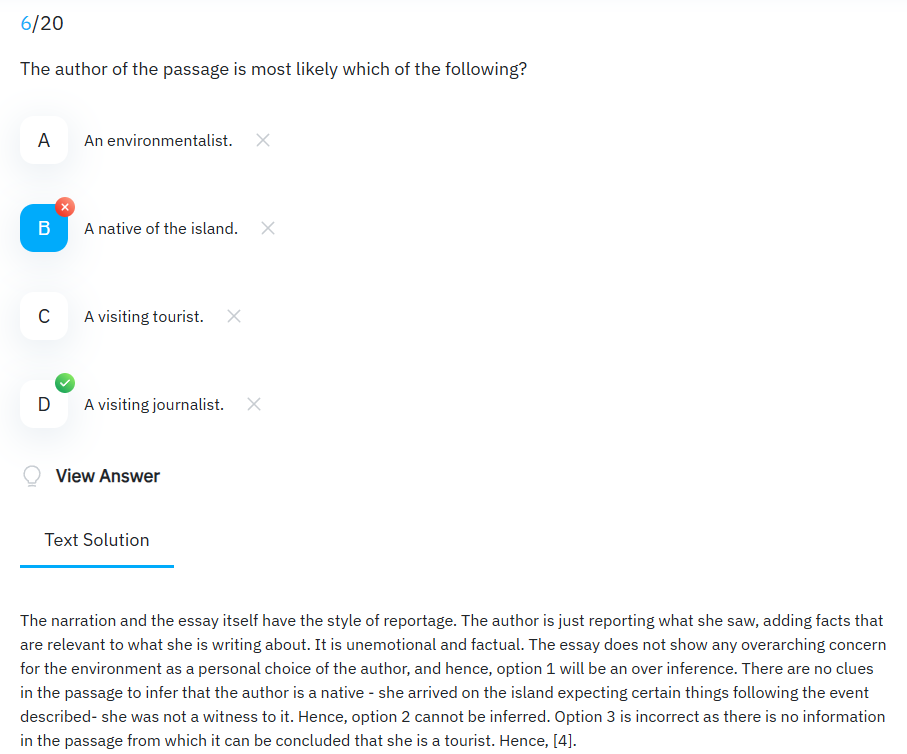 6/20
The author of the passage is most likely which of the following?
A An environmentalist.
B A native of the island.
C A visiting tourist.
D A visiting journalist.
View Answer
Text Solution
The narration and the essay itself have the style of reportage. The author is just reporting what she saw, adding facts that
are relevant to what she is writing about. It is unemotional and factual. The essay does not show any overarching concern
for the environment as a personal choice of the author, and hence, option 1 will be an over inference. There are no clues
in the passage to infer that the author is a native - she arrived on the island expecting certain things following the event
described- she was not a witness to it. Hence, option 2 cannot be inferred. Option 3 is incorrect as there is no information
in the passage from which it can be concluded that she is a tourist. Hence, [4].